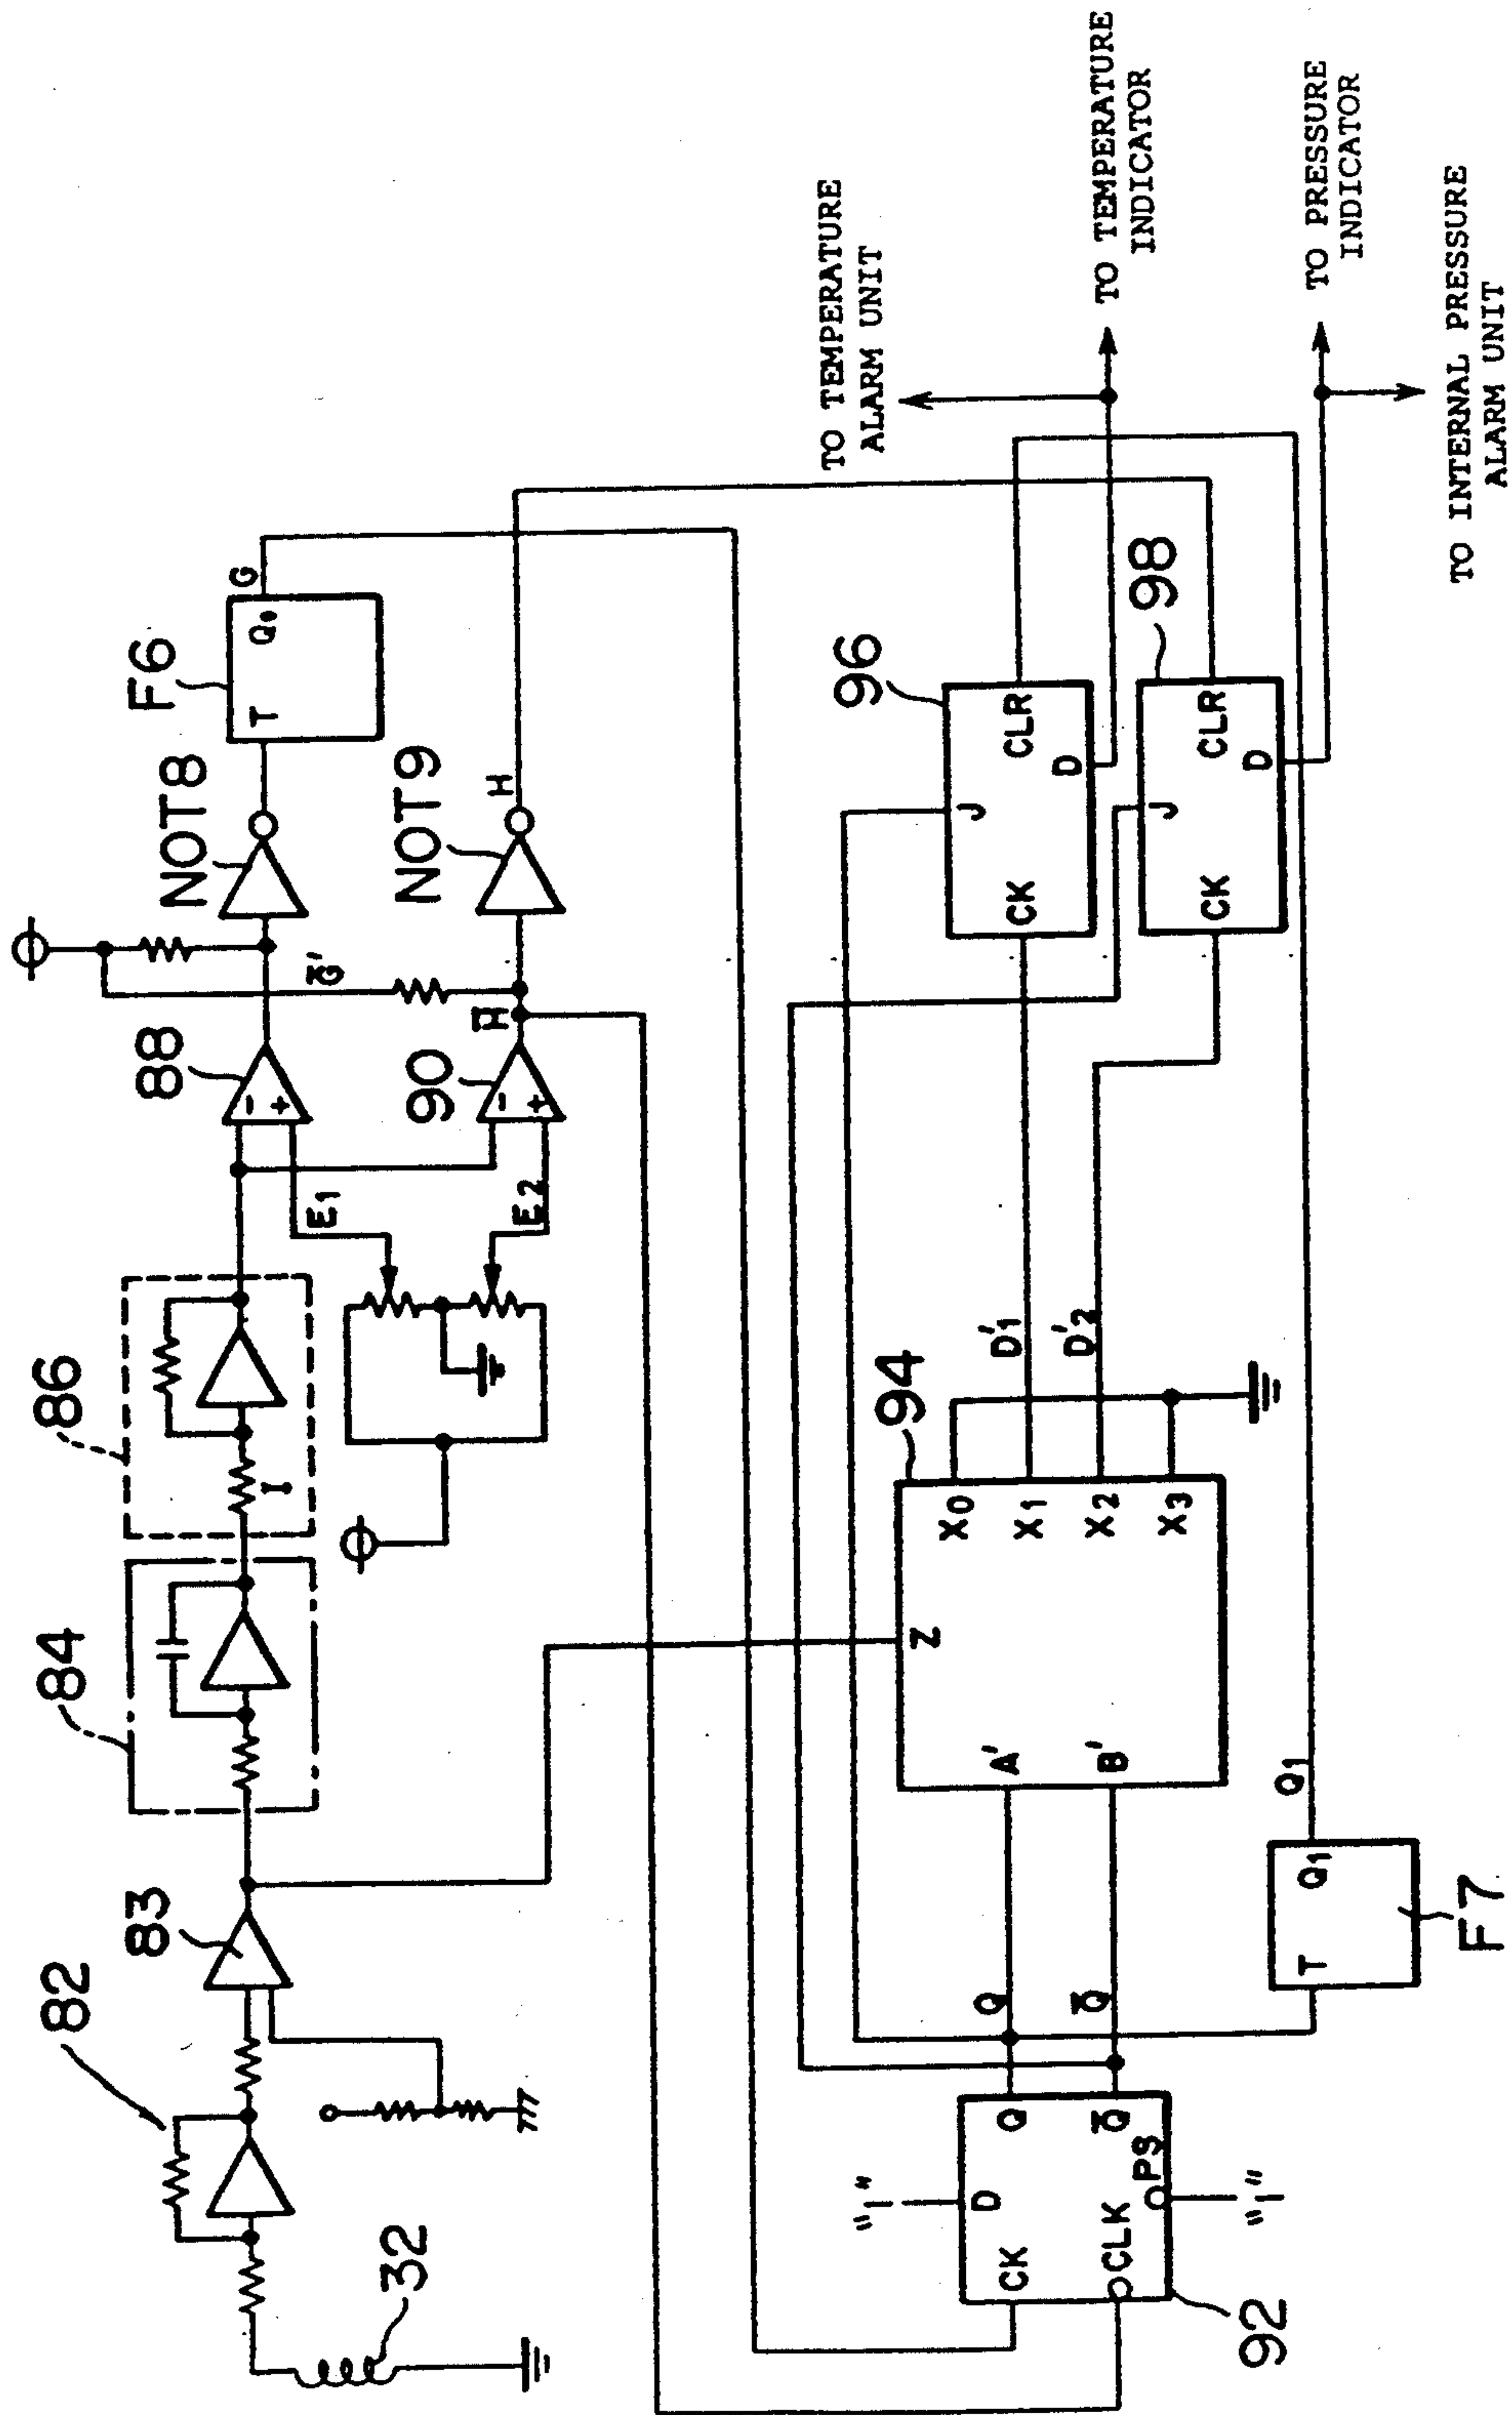 82
83
84
86
88
NOT8
F6
T
Q₀
G
32
I
E₁
E₂
G̅'
-
+
90
-
+
H̅
NOT9
H
TO TEMPERATURE
ALARM UNIT
TO TEMPERATURE
INDICATOR
TO PRESSURE
INDICATOR
TO INTERNAL PRESSURE
ALARM UNIT
"1"
D
CK
CLK
PS
Q
Q̅
"1"
92
Q
Q̅
94
Z
A'
B'
X₀
X₁
X₂
X₃
D'₁
D'₂
96
J
CK
CLR
D
98
J
CK
CLR
D
T
Q₁
Q₁
F7